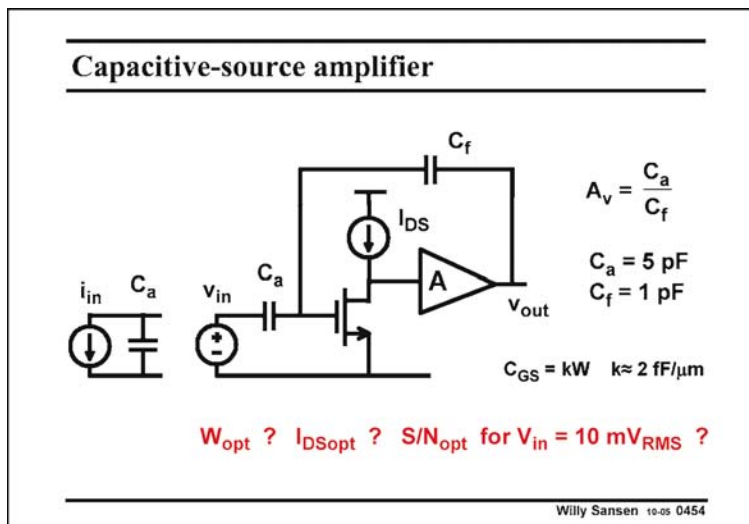 Capacitive-source amplifier
C_f
A_v = C_a / C_f
I_DS
C_a = 5 pF
C_f = 1 pF
i_in C_a v_in C_a A v_out
+
-
C_GS = kW k≈ 2 fF/μm
W_opt ? I_DSopt ? S/N_opt for V_in = 10 mV_RMS ?
Willy Sansen 10-05 0454